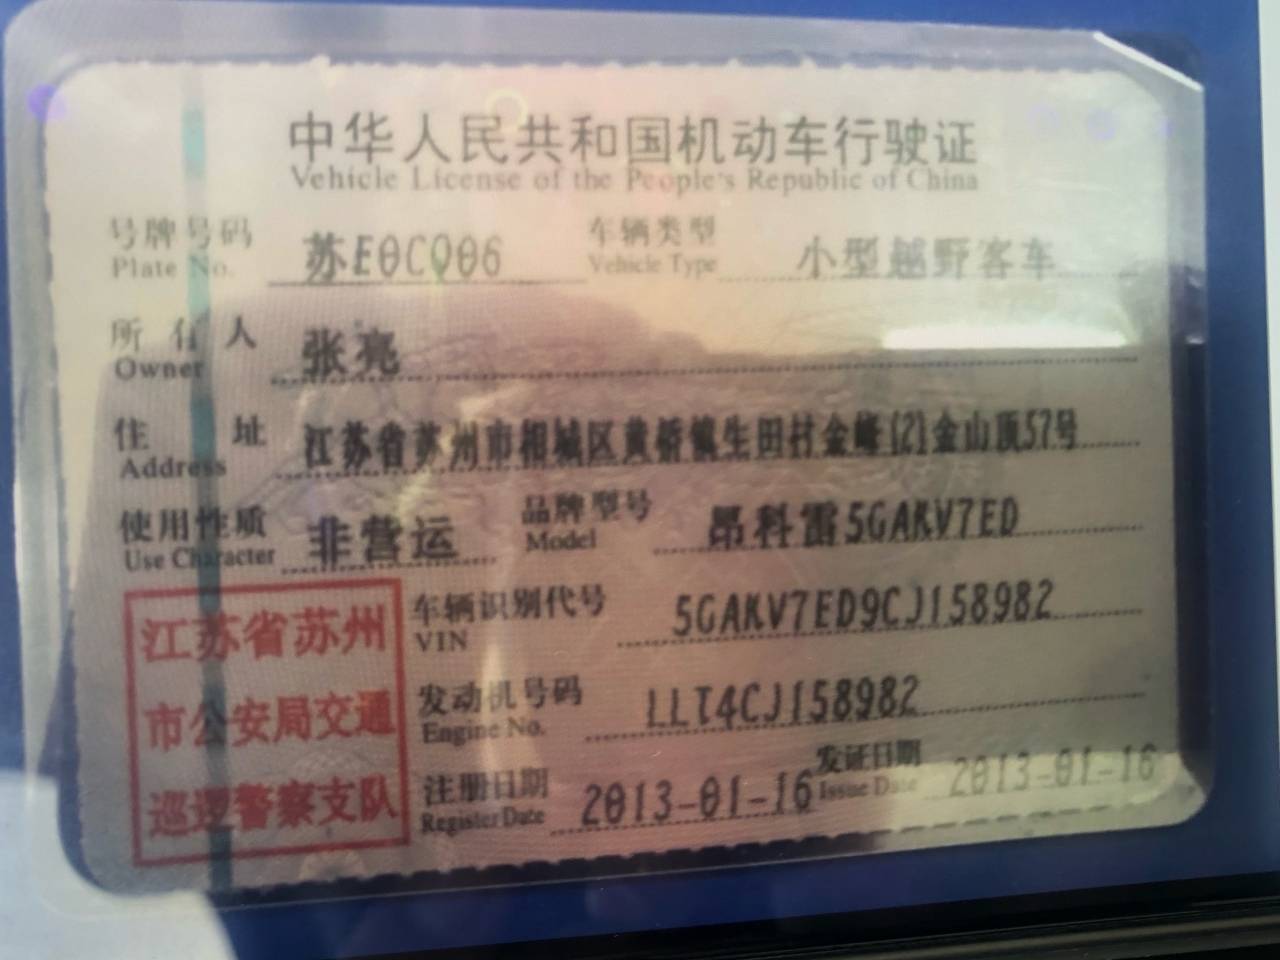 中华人民共和国机动车行驶证
Vehicle License of the People's Republic of China
号牌号码 苏E0CQ06 车辆类型 小型越野客车
Plate No. Vehicle Type
所有人 张亮
Owner
住址 江苏省苏州市相城区黄桥镇生田村金峰(2)金山顶57号
Address
使用性质 非营运 品牌型号 昂科雷5GAKV7ED
Use Character Model
车辆识别代号 5GAKV7ED9CJ158982
VIN
发动机号码 LLT4CJ158982
Engine No.
注册日期 2013-01-16 发证日期 2013-01-16
Register Date Issue Date
江苏省苏州
市公安局交通
巡逻警察支队